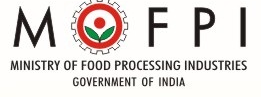 MOFPI
MINISTRY OF FOOD PROCESSING INDUSTRIES
GOVERNMENT OF INDIA